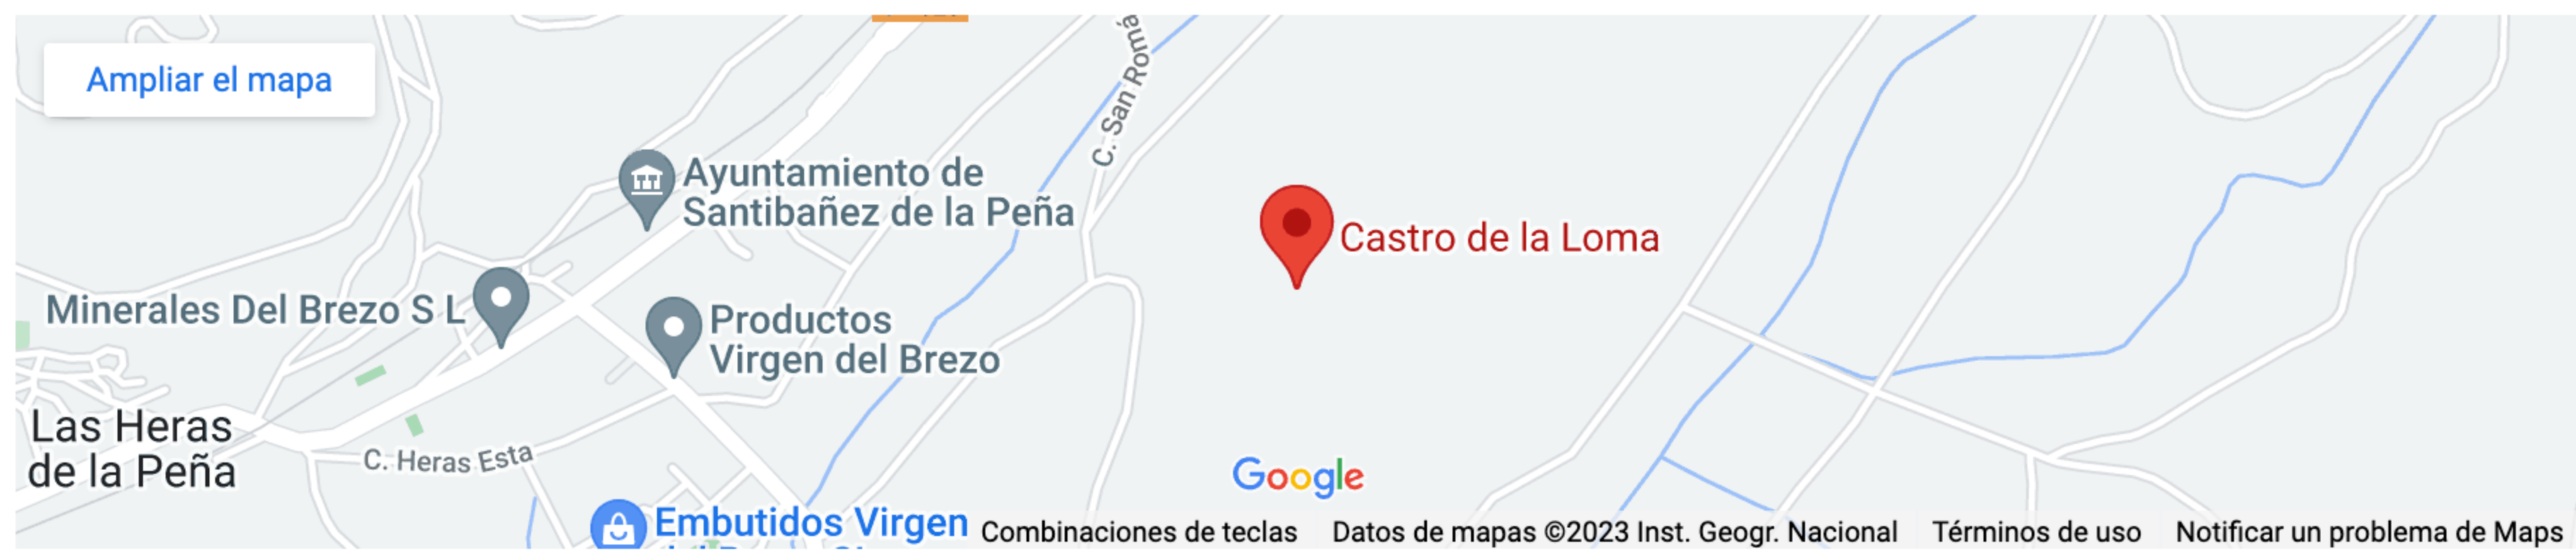 Ampliar el mapa
C. San Romá
Ayuntamiento de
Santibañez de la Peña
Castro de la Loma
Minerales Del Brezo S L
Productos
Virgen del Brezo
Las Heras
de la Peña
C. Heras Esta
Google
Embutidos Virgen
Combinaciones de teclas
Datos de mapas ©2023 Inst. Geogr. Nacional
Términos de uso
Notificar un problema de Maps